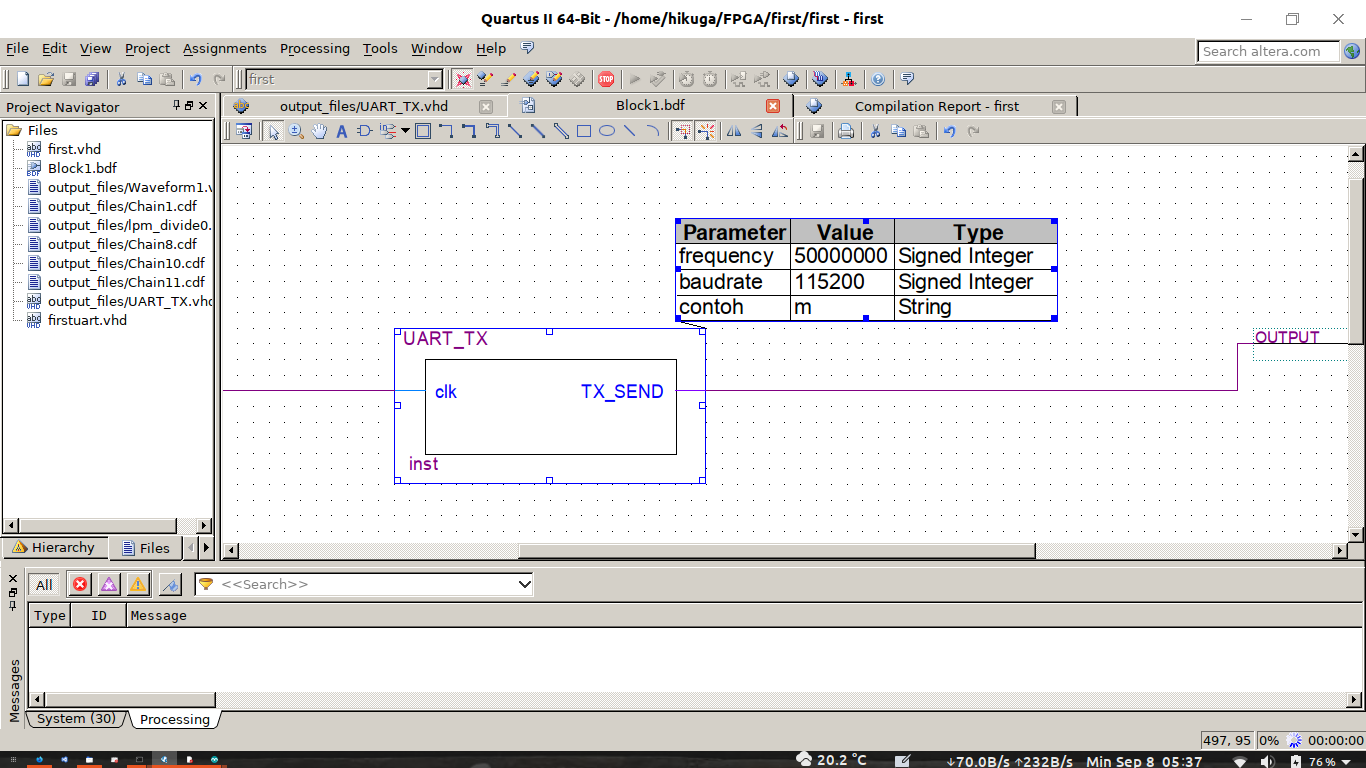 Quartus II 64-Bit - /home/hikuga/FPGA/first/first - first
File Edit View Project Assignments Processing Tools Window Help
Search altera.com
first
STOP
Project Navigator
output_files/UART_TX.vhd
Block1.bdf
Compilation Report - first
Files
first.vhd
Block1.bdf
output_files/Waveform1.v
output_files/Chain1.cdf
output_files/lpm_divide0.
output_files/Chain8.cdf
output_files/Chain10.cdf
output_files/Chain11.cdf
output_files/UART_TX.vhd
firstuart.vhd
Parameter Value Type
frequency 50000000 Signed Integer
baudrate 115200 Signed Integer
contoh m String
UART_TX
OUTPUT
clk TX_SEND
inst
Hierarchy Files
All <<Search>>
Type ID Message
Messages
System (30) Processing
497, 95 0% 00:00:00
20.2 °C ↓70.0B/s ↑232B/s Min Sep 8 05:37 76%